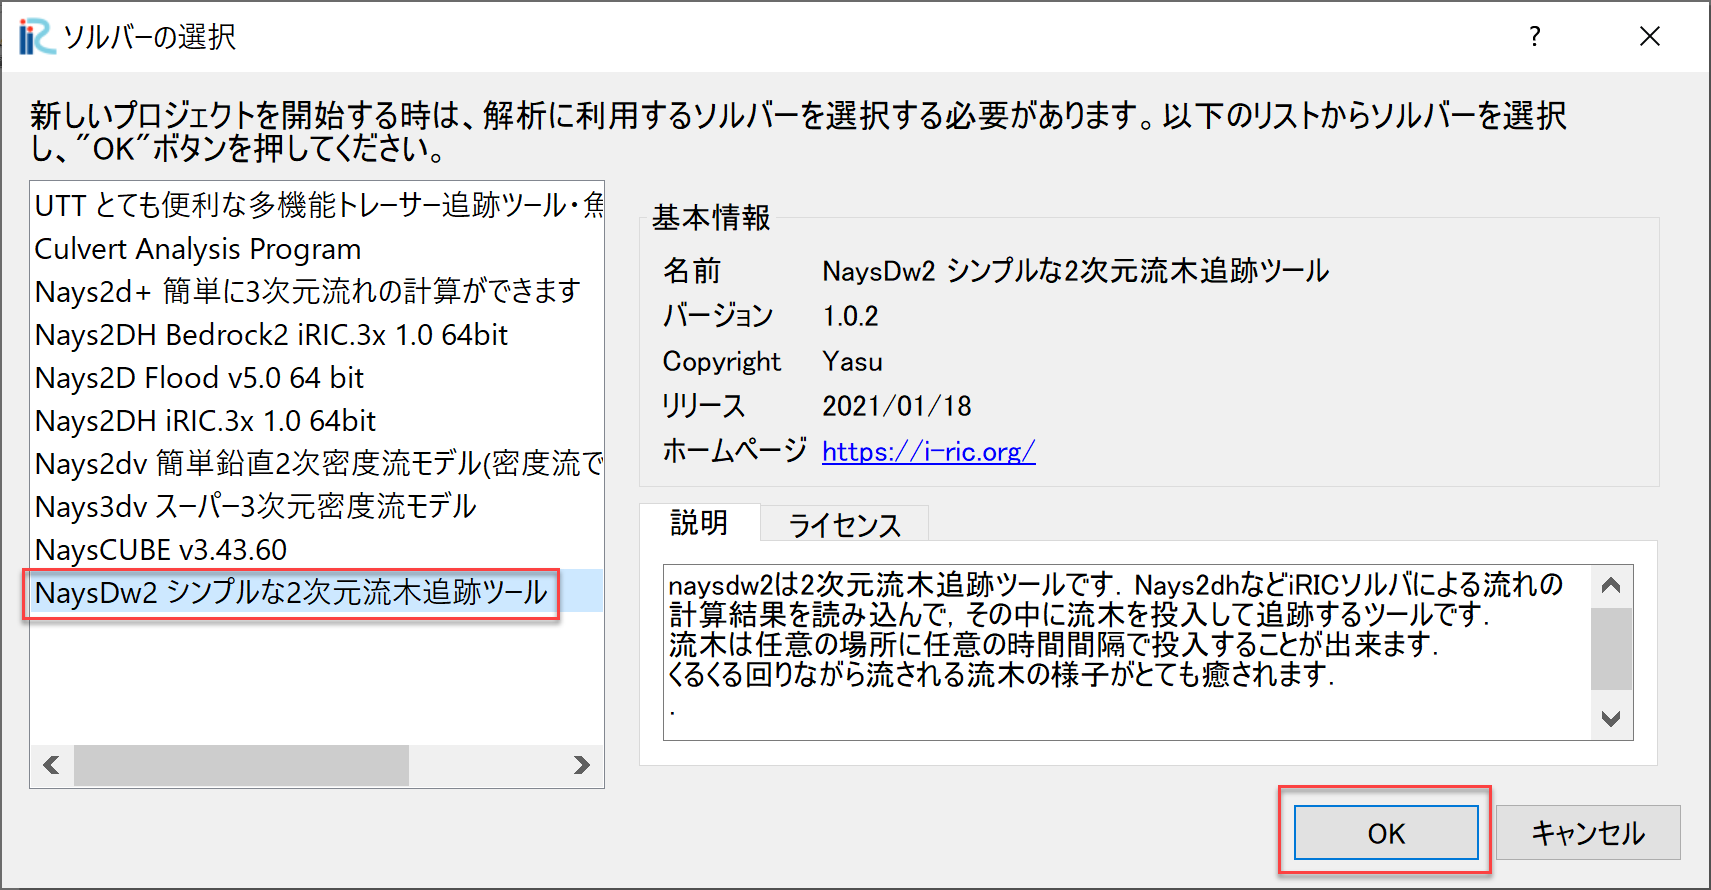 iRIC ソルバーの選択
?
新しいプロジェクトを開始する時は、解析に利用するソルバーを選択する必要があります。以下のリストからソルバーを選択
し、"OK"ボタンを押してください。
UTT とても便利な多機能トレーサー追跡ツール・魚
Culvert Analysis Program
Nays2d+ 簡単に3次元流れの計算ができます
Nays2DH Bedrock2 iRIC.3x 1.0 64bit
Nays2D Flood v5.0 64 bit
Nays2DH iRIC.3x 1.0 64bit
Nays2dv 簡単鉛直2次密度流モデル(密度流で
Nays3dv スーパー3次元密度流モデル
NaysCUBE v3.43.60
NaysDw2 シンプルな2次元流木追跡ツール
基本情報
名前 NaysDw2 シンプルな2次元流木追跡ツール
バージョン 1.0.2
Copyright Yasu
リリース 2021/01/18
ホームページ https://i-ric.org/
説明 ライセンス
naysdw2は2次元流木追跡ツールです. Nays2dhなどiRICソルバによる流れの
計算結果を読み込んで, その中に流木を投入して追跡するツールです.
流木は任意の場所に任意の時間間隔で投入することが出来ます.
くるくる回りながら流される流木の様子がとても癒されます.
.
OK キャンセル